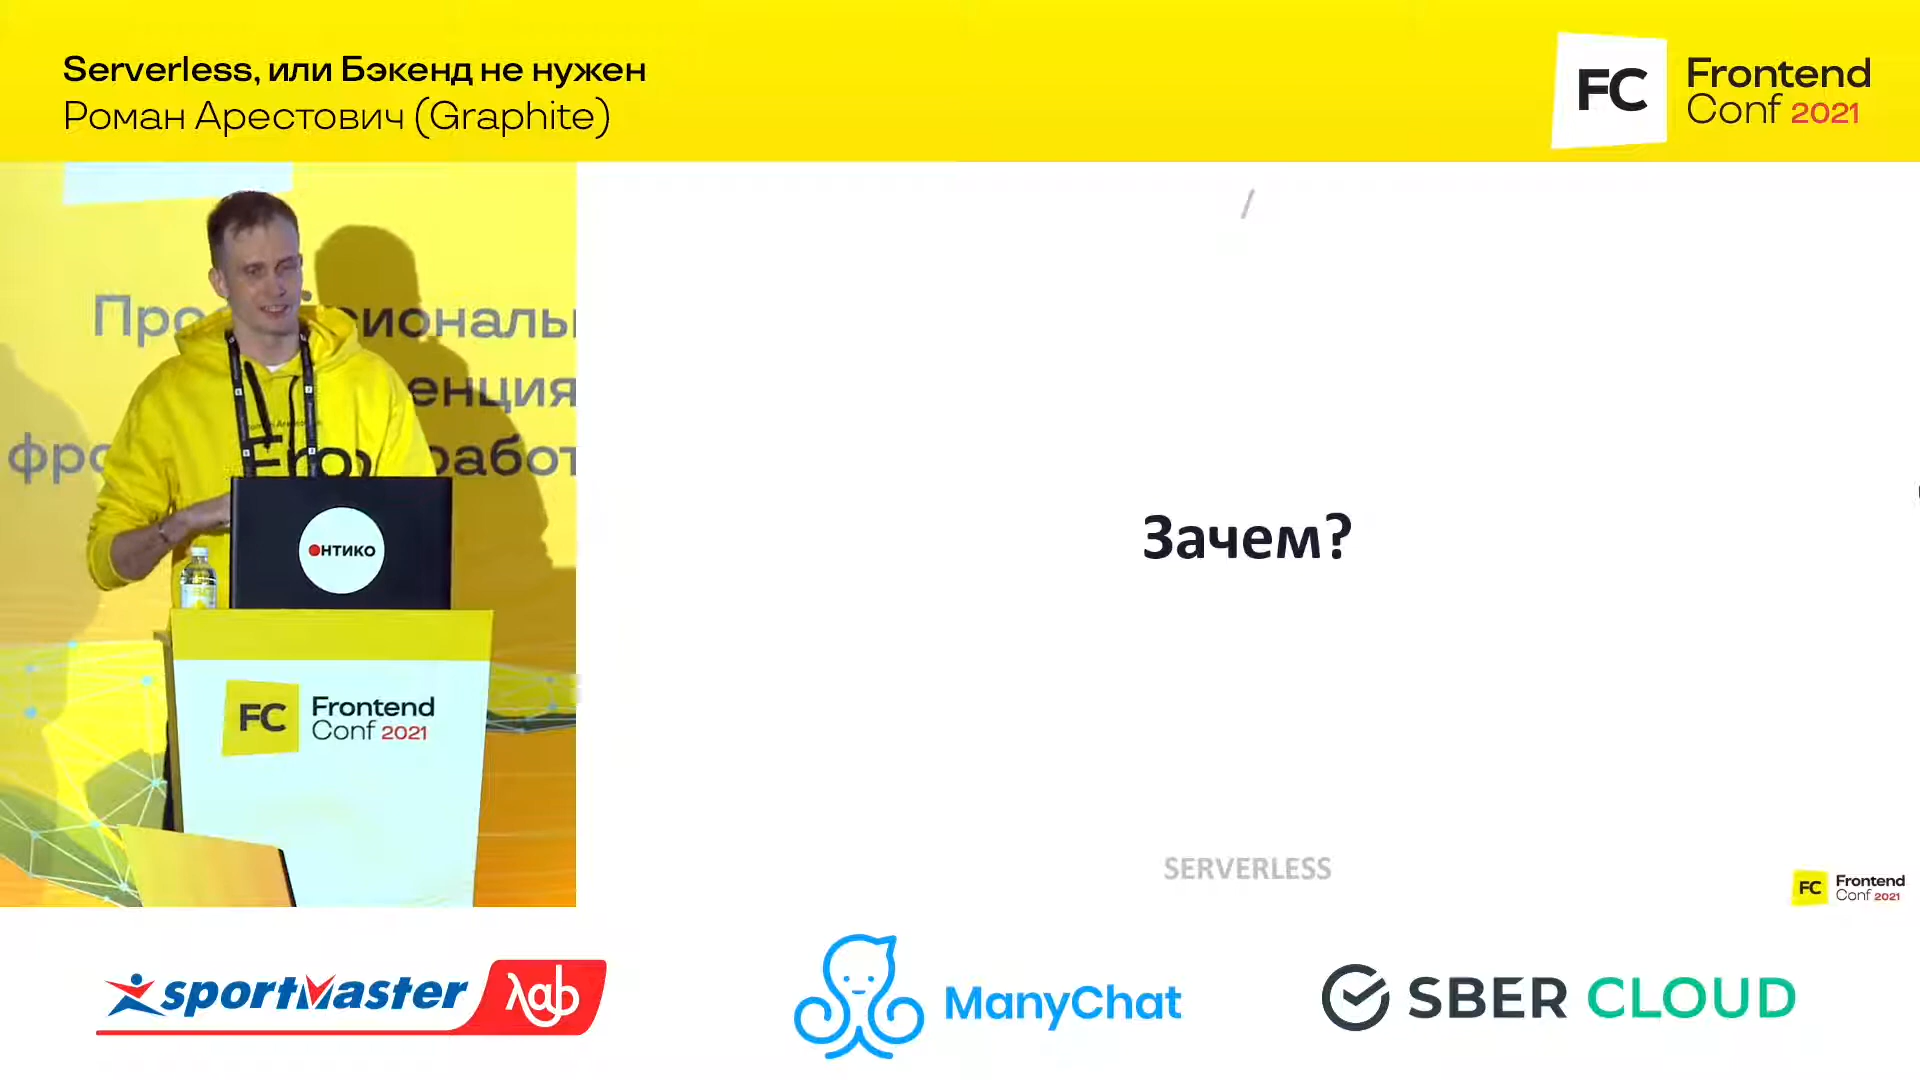 Serverless, или Бэкенд не нужен
Роман Арестович (Graphite)
FC
Frontend
Conf 2021
/
Зачем?
SERVERLESS
FC
Frontend
Conf 2021
ОНТИКО
FC
Frontend
Conf 2021
sportmaster лаб
ManyChat
SBER CLOUD